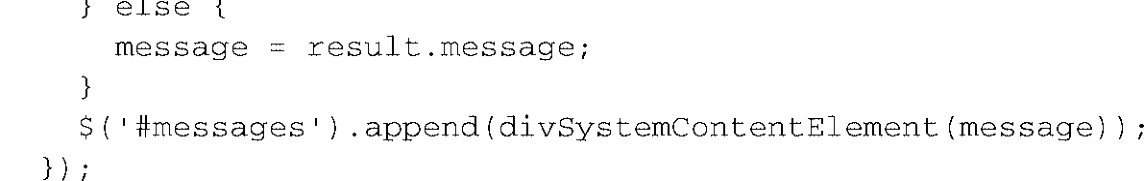 } else {
message = result.message;
}
$('#messages').append(divSystemContentElement(message));
});